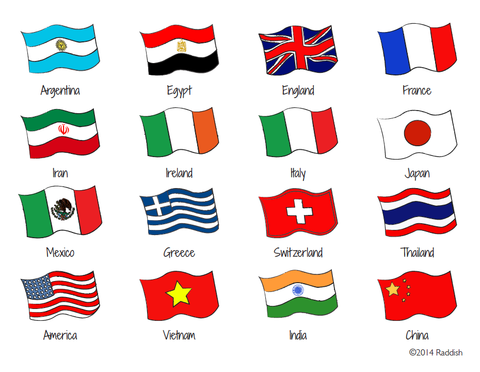 Argentina
Egypt
England
France
Iran
Ireland
Italy
Japan
Mexico
Greece
Switzerland
Thailand
America
Vietnam
India
China
©2014 Raddish